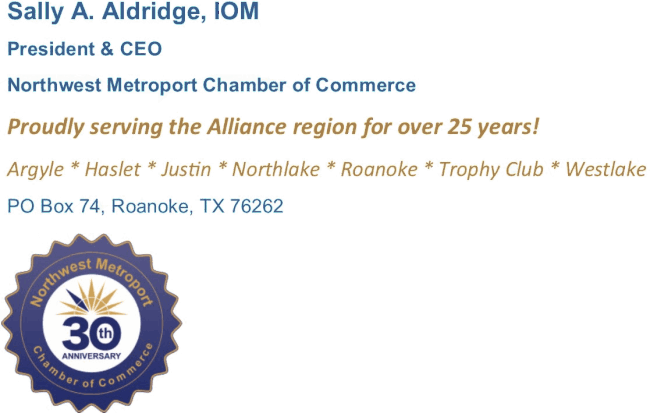 Sally A. Aldridge, IOM
President & CEO
Northwest Metroport Chamber of Commerce
Proudly serving the Alliance region for over 25 years!
Argyle * Haslet * Justin * Northlake * Roanoke * Trophy Club * Westlake
PO Box 74, Roanoke, TX 76262
Northwest Metroport
30th
ANNIVERSARY
Chamber of Commerce